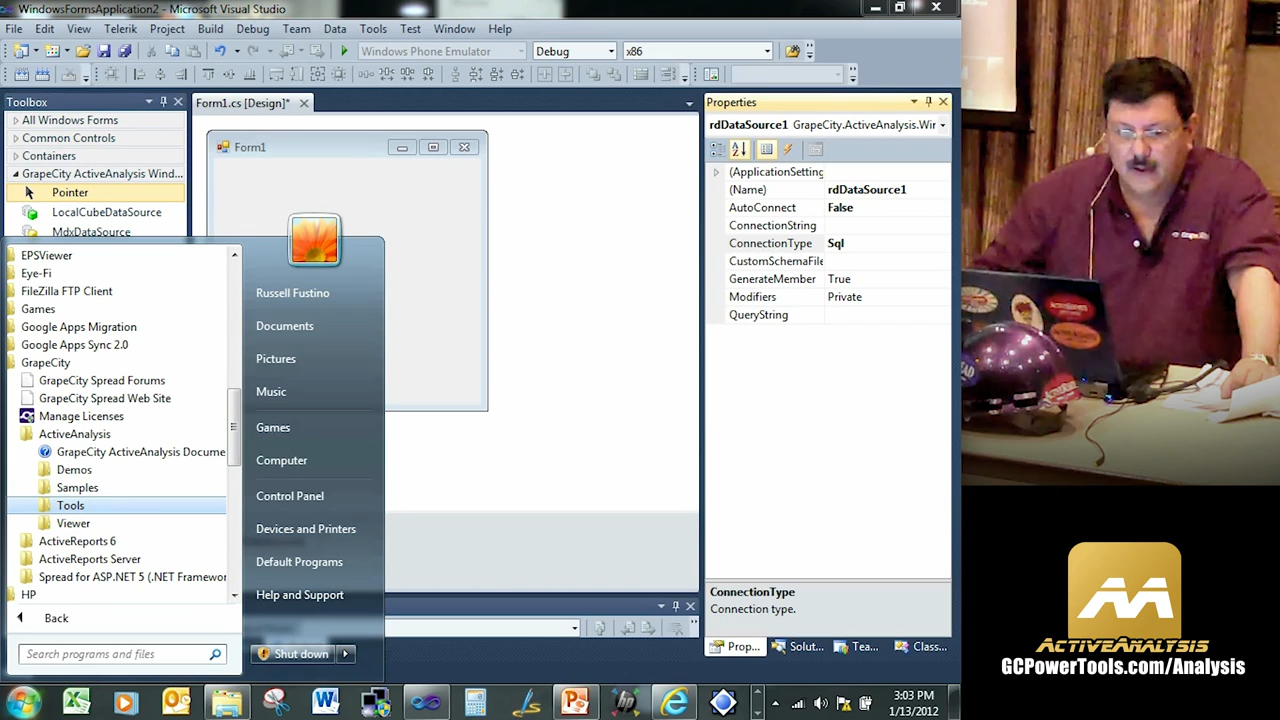 WindowsFormsApplication2 - Microsoft Visual Studio
File Edit View Telerik Project Build Debug Team Data Tools Test Window Help
Windows Phone Emulator Debug x86
Toolbox
All Windows Forms
Common Controls
Containers
GrapeCity ActiveAnalysis Wind...
Pointer
LocalCubeDataSource
MdxDataSource
Form1.cs [Design]*
Form1
Properties
rdDataSource1 GrapeCity.ActiveAnalysis.Wir
(ApplicationSetting
(Name) rdDataSource1
AutoConnect False
ConnectionString
ConnectionType Sql
CustomSchemaFile
GenerateMember True
Modifiers Private
QueryString
ConnectionType
Connection type.
Prop... Solut... Tea... Class...
EPSViewer
Eye-Fi
FileZilla FTP Client
Games
Google Apps Migration
Google Apps Sync 2.0
GrapeCity
GrapeCity Spread Forums
GrapeCity Spread Web Site
Manage Licenses
ActiveAnalysis
GrapeCity ActiveAnalysis Docume
Demos
Samples
Tools
Viewer
ActiveReports 6
ActiveReports Server
Spread for ASP.NET 5 (.NET Framewor
HP
Back
Search programs and files
Russell Fustino
Documents
Pictures
Music
Games
Computer
Control Panel
Devices and Printers
Default Programs
Help and Support
Shut down
3:03 PM
1/13/2012
ACTIVEANALYSIS
GCPowerTools.com/Analysis